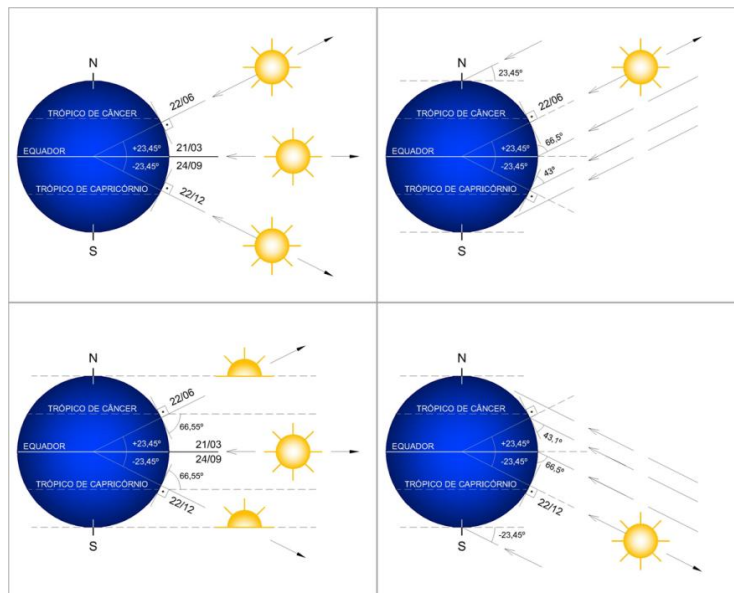 N
22/06
TRÓPICO DE CÂNCER
EQUADOR
+23,45º
21/03
-23,45º
24/09
TRÓPICO DE CAPRICÓRNIO
22/12
S
N
23,45º
22/06
TRÓPICO DE CÂNCER
66,5º
EQUADOR
+23,45º
-23,45º
43º
TRÓPICO DE CAPRICÓRNIO
S
N
22/06
TRÓPICO DE CÂNCER
66,55º
EQUADOR
+23,45º
21/03
-23,45º
24/09
66,55º
TRÓPICO DE CAPRICÓRNIO
22/12
S
N
TRÓPICO DE CÂNCER
43,1º
EQUADOR
+23,45º
-23,45º
66,5º
TRÓPICO DE CAPRICÓRNIO
22/12
S
-23,45º